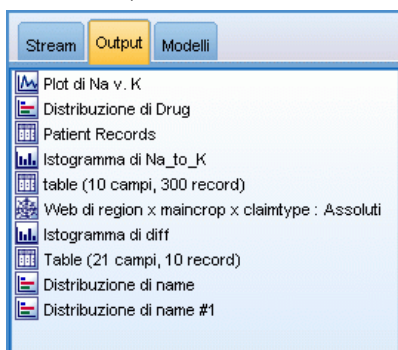 Stream Output Modelli
Plot di Na v. K
Distribuzione di Drug
Patient Records
Istogramma di Na_to_K
table (10 campi, 300 record)
Web di region x maincrop x claimtype : Assoluti
Istogramma di diff
Table (21 campi, 10 record)
Distribuzione di name
Distribuzione di name #1